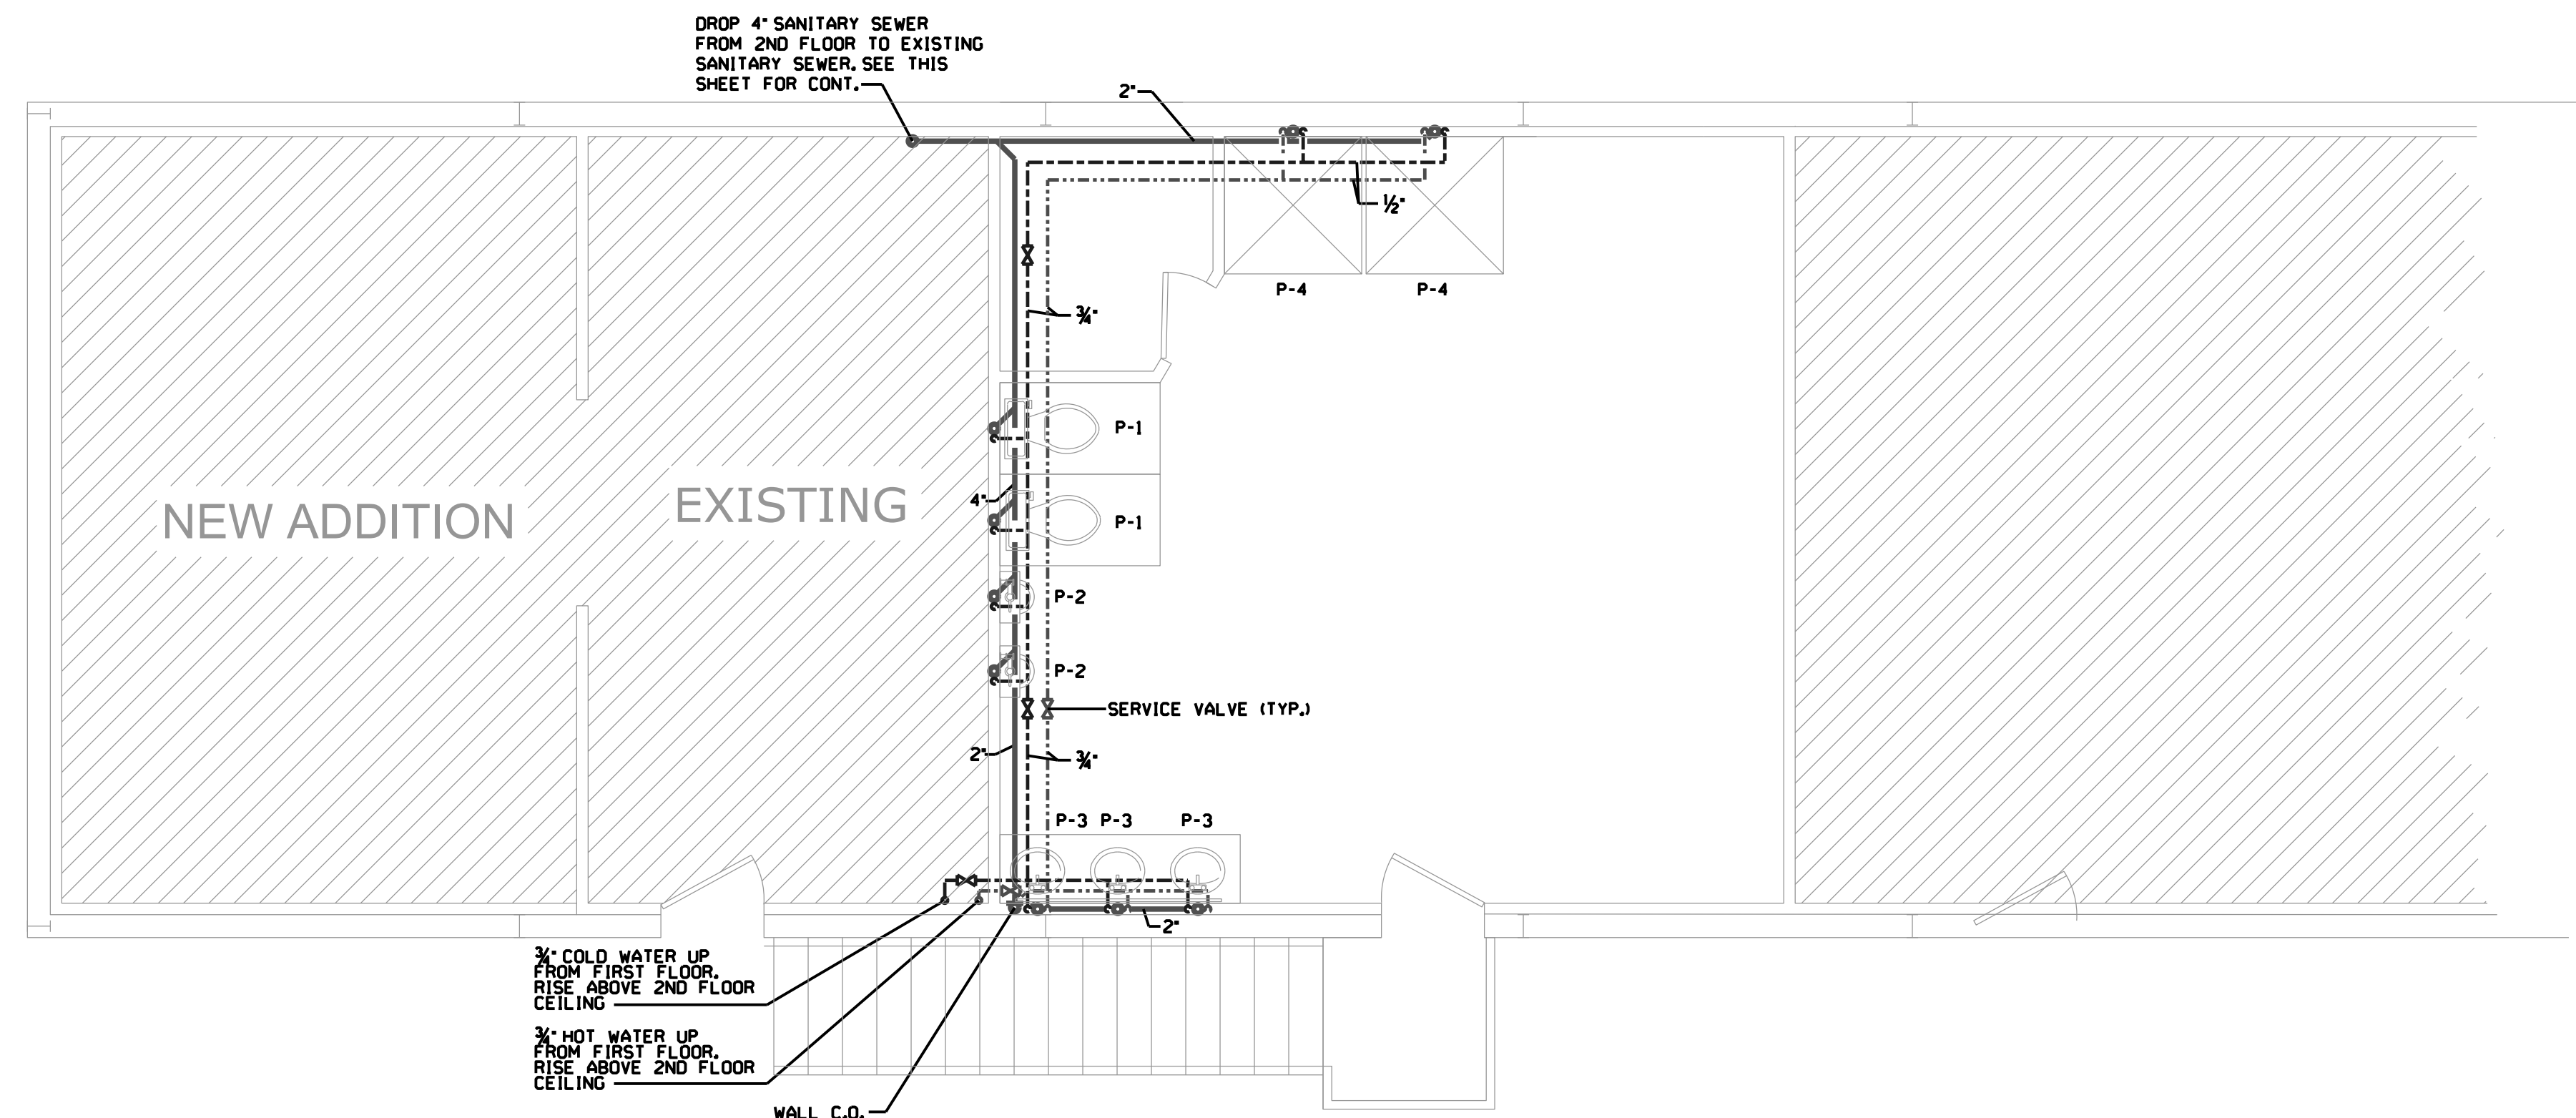 DROP 4" SANITARY SEWER
FROM 2ND FLOOR TO EXISTING
SANITARY SEWER. SEE THIS
SHEET FOR CONT.
2"
½"
P-4
P-4
¾"
P-1
NEW ADDITION
EXISTING
4"
P-1
P-2
P-2
SERVICE VALVE (TYP.)
2"
¾"
P-3
P-3
P-3
2"
¾" COLD WATER UP
FROM FIRST FLOOR.
RISE ABOVE 2ND FLOOR
CEILING
¾" HOT WATER UP
FROM FIRST FLOOR.
RISE ABOVE 2ND FLOOR
CEILING
WALL C.O.